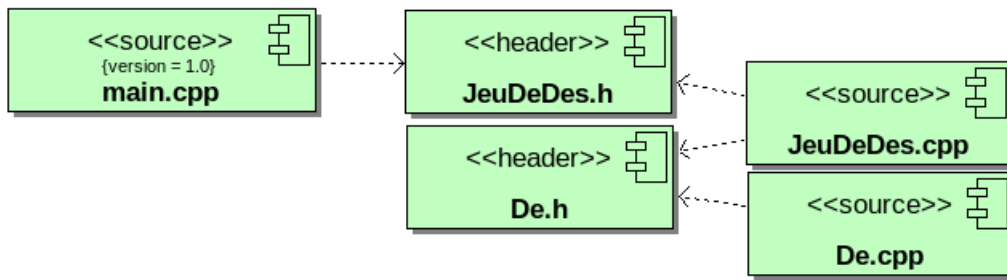 <<source>>
{version = 1.0}
main.cpp
<<header>>
JeuDeDes.h
<<header>>
De.h
<<source>>
JeuDeDes.cpp
<<source>>
De.cpp